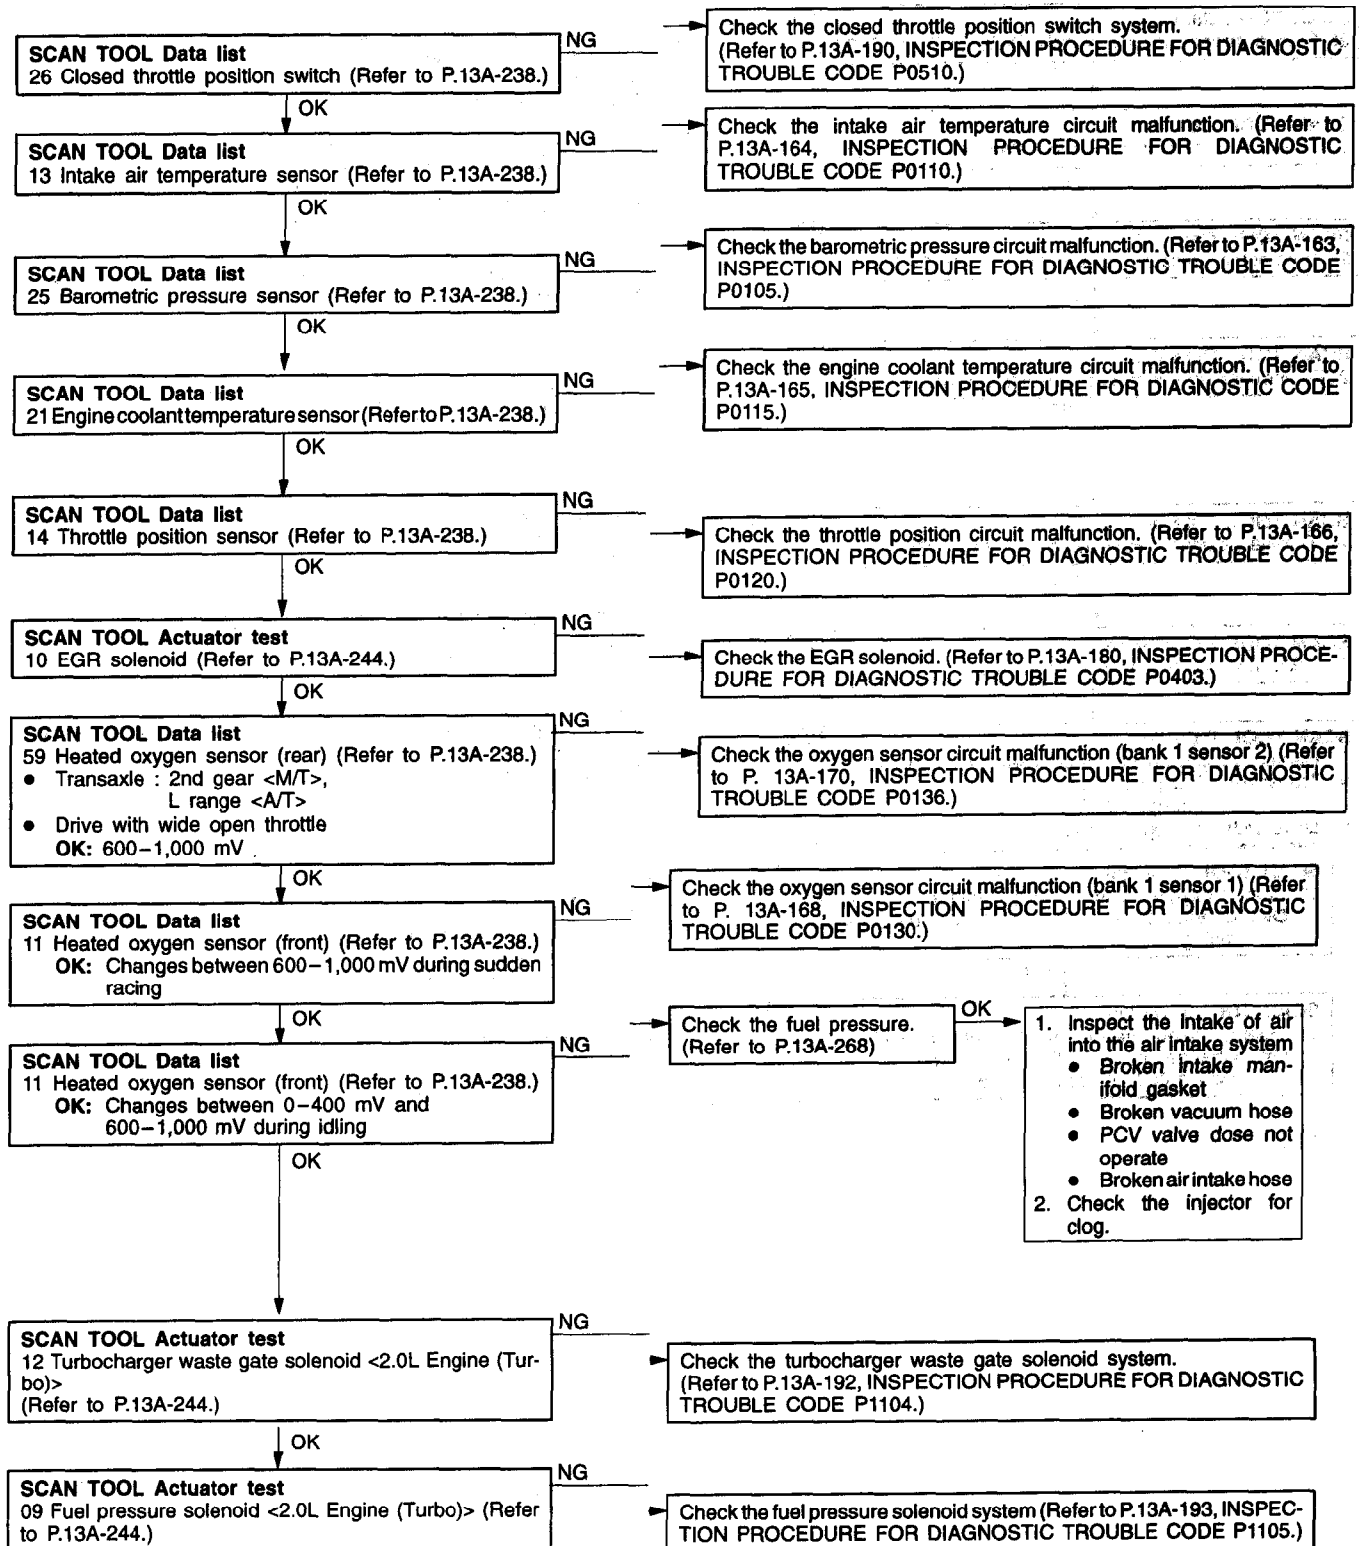 SCAN TOOL Data list
26 Closed throttle position switch (Refer to P.13A-238.)
NG
Check the closed throttle position switch system.
(Refer to P.13A-190, INSPECTION PROCEDURE FOR DIAGNOSTIC
TROUBLE CODE P0510.)
OK
SCAN TOOL Data list
13 Intake air temperature sensor (Refer to P.13A-238.)
NG
Check the intake air temperature circuit malfunction. (Refer to
P.13A-164, INSPECTION PROCEDURE FOR DIAGNOSTIC
TROUBLE CODE P0110.)
OK
SCAN TOOL Data list
25 Barometric pressure sensor (Refer to P.13A-238.)
NG
Check the barometric pressure circuit malfunction. (Refer to P.13A-163,
INSPECTION PROCEDURE FOR DIAGNOSTIC TROUBLE CODE
P0105.)
OK
SCAN TOOL Data list
21 Engine coolant temperature sensor (Refer to P.13A-238.)
NG
Check the engine coolant temperature circuit malfunction. (Refer to
P.13A-165, INSPECTION PROCEDURE FOR DIAGNOSTIC CODE
P0115.)
OK
SCAN TOOL Data list
14 Throttle position sensor (Refer to P.13A-238.)
NG
Check the throttle position circuit malfunction. (Refer to P.13A-166,
INSPECTION PROCEDURE FOR DIAGNOSTIC TROUBLE CODE
P0120.)
OK
SCAN TOOL Actuator test
10 EGR solenoid (Refer to P.13A-244.)
NG
Check the EGR solenoid. (Refer to P.13A-180, INSPECTION PROCE-
DURE FOR DIAGNOSTIC TROUBLE CODE P0403.)
OK
SCAN TOOL Data list
59 Heated oxygen sensor (rear) (Refer to P.13A-238.)
● Transaxle : 2nd gear <M/T>,
L range <A/T>
● Drive with wide open throttle
OK: 600–1,000 mV
NG
Check the oxygen sensor circuit malfunction (bank 1 sensor 2) (Refer
to P. 13A-170, INSPECTION PROCEDURE FOR DIAGNOSTIC
TROUBLE CODE P0136.)
OK
SCAN TOOL Data list
11 Heated oxygen sensor (front) (Refer to P.13A-238.)
OK: Changes between 600–1,000 mV during sudden
racing
NG
Check the oxygen sensor circuit malfunction (bank 1 sensor 1) (Refer
to P. 13A-168, INSPECTION PROCEDURE FOR DIAGNOSTIC
TROUBLE CODE P0130.)
OK
SCAN TOOL Data list
11 Heated oxygen sensor (front) (Refer to P.13A-238.)
OK: Changes between 0–400 mV and
600–1,000 mV during idling
NG
Check the fuel pressure.
(Refer to P.13A-268)
OK
1. Inspect the intake of air
into the air intake system
● Broken intake man-
ifold gasket
● Broken vacuum hose
● PCV valve dose not
operate
● Broken air intake hose
2. Check the injector for
clog.
OK
SCAN TOOL Actuator test
12 Turbocharger waste gate solenoid <2.0L Engine (Tur-
bo)>
(Refer to P.13A-244.)
NG
Check the turbocharger waste gate solenoid system.
(Refer to P.13A-192, INSPECTION PROCEDURE FOR DIAGNOSTIC
TROUBLE CODE P1104.)
OK
SCAN TOOL Actuator test
09 Fuel pressure solenoid <2.0L Engine (Turbo)> (Refer
to P.13A-244.)
NG
Check the fuel pressure solenoid system (Refer to P.13A-193, INSPEC-
TION PROCEDURE FOR DIAGNOSTIC TROUBLE CODE P1105.)